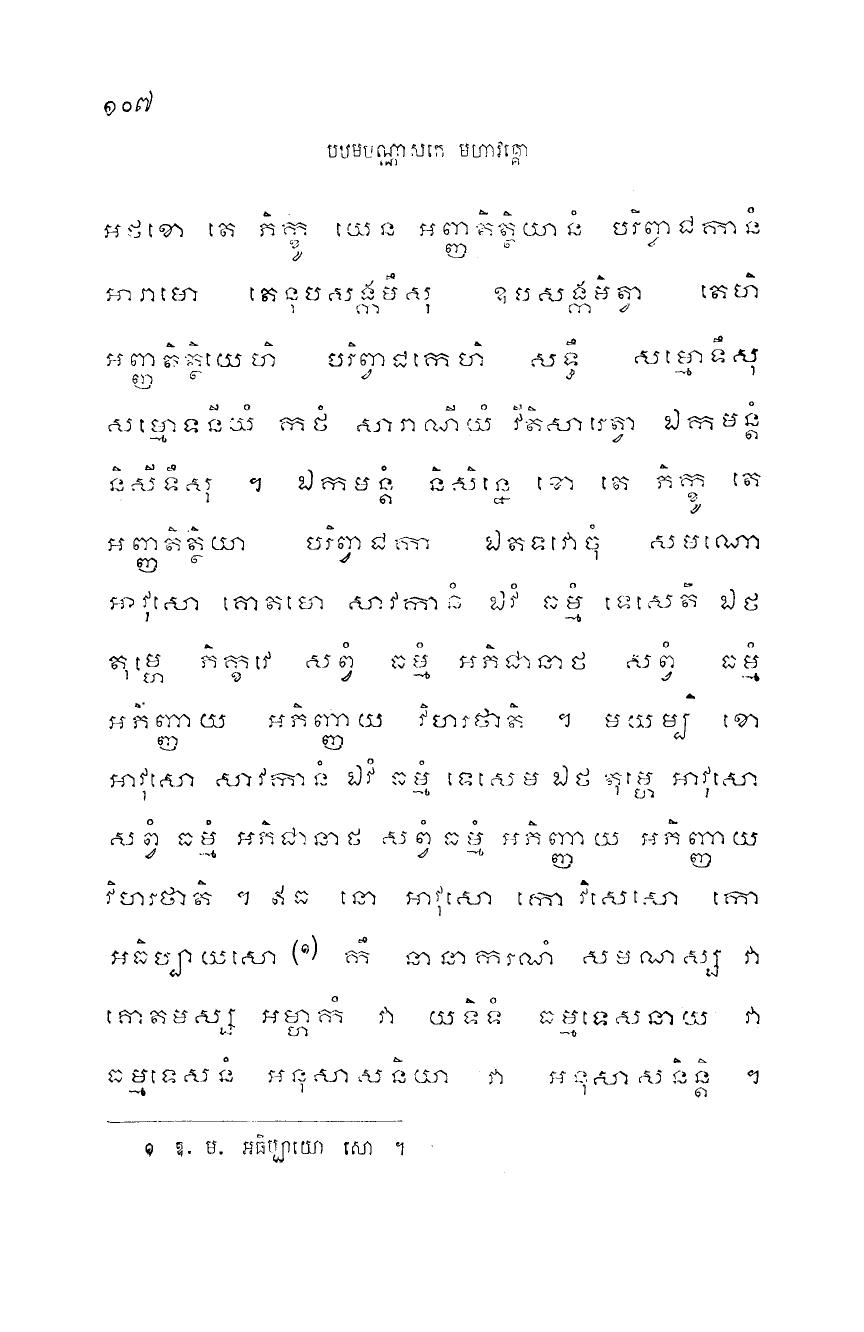 ១០៧
បឋមបណ្ណាសកេ មហាវគ្គោ
អថខោ តេ ភិក្ខូ យេន អញ្ញតិត្ថិយានំ បរិព្វាជកានំ
អារាមោ តេនុបសង្កមឹសុ ឧបសង្កមិត្វា តេហិ
អញ្ញតិត្ថិយេហិ បរិព្វាជកេហិ សទ្ធឹ សម្មោទឹសុ
សម្មោទនីយំ កថំ សារាណីយំ វីតិសារេត្វា ឯកមន្តំ
និសីទឹសុ ។ ឯកមន្តំ និសិន្នេ ខោ តេ ភិក្ខូ តេ
អញ្ញតិត្ថិយា បរិព្វាជកា ឯតទវោចុំ សមណោ
អាវុសោ គោតមោ សាវកានំ ឯវំ ធម្មំ ទេសេតិ ឯថ
តុម្ហេ ភិក្ខវេ សព្វំ ធម្មំ អភិជានាថ សព្វំ ធម្មំ
អភិញ្ញាយ អភិញ្ញាយ វិហរថាតិ ។ មយម្បិ ខោ
អាវុសោ សាវកានំ ឯវំ ធម្មំ ទេសេម ឯថ តុម្ហេ អាវុសោ
សព្វំ ធម្មំ អភិជានាថ សព្វំ ធម្មំ អភិញ្ញាយ អភិញ្ញាយ
វិហរថាតិ ។ ឥធ នោ អាវុសោ កោ វិសេសោ កោ
អធិប្បាយសោ (១) កឹ នានាករណំ សមណស្ស វា
គោតមស្ស អម្ហាកំ វា យទិទំ ធម្មទេសនាយ វា
ធម្មទេសនំ អនុសាសនិយា វា អនុសាសនិន្តិ ។
១ ឱ. ម. អធិប្បាយោ សោ ។